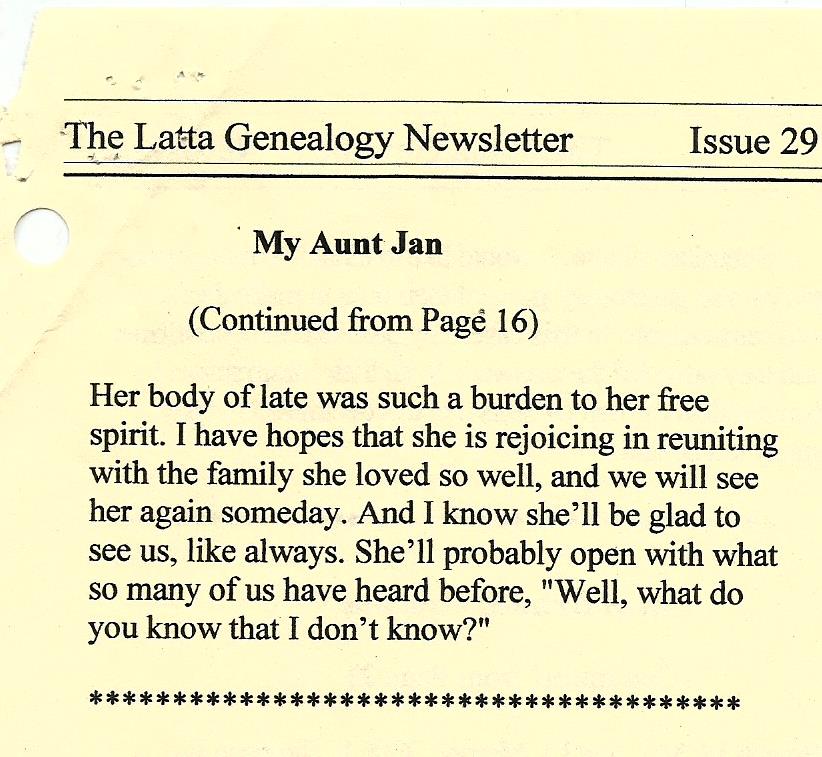 The Latta Genealogy Newsletter Issue 29
My Aunt Jan
(Continued from Page 16)
Her body of late was such a burden to her free
spirit. I have hopes that she is rejoicing in reuniting
with the family she loved so well, and we will see
her again someday. And I know she’ll be glad to
see us, like always. She’ll probably open with what
so many of us have heard before, "Well, what do
you know that I don’t know?"
***************************************